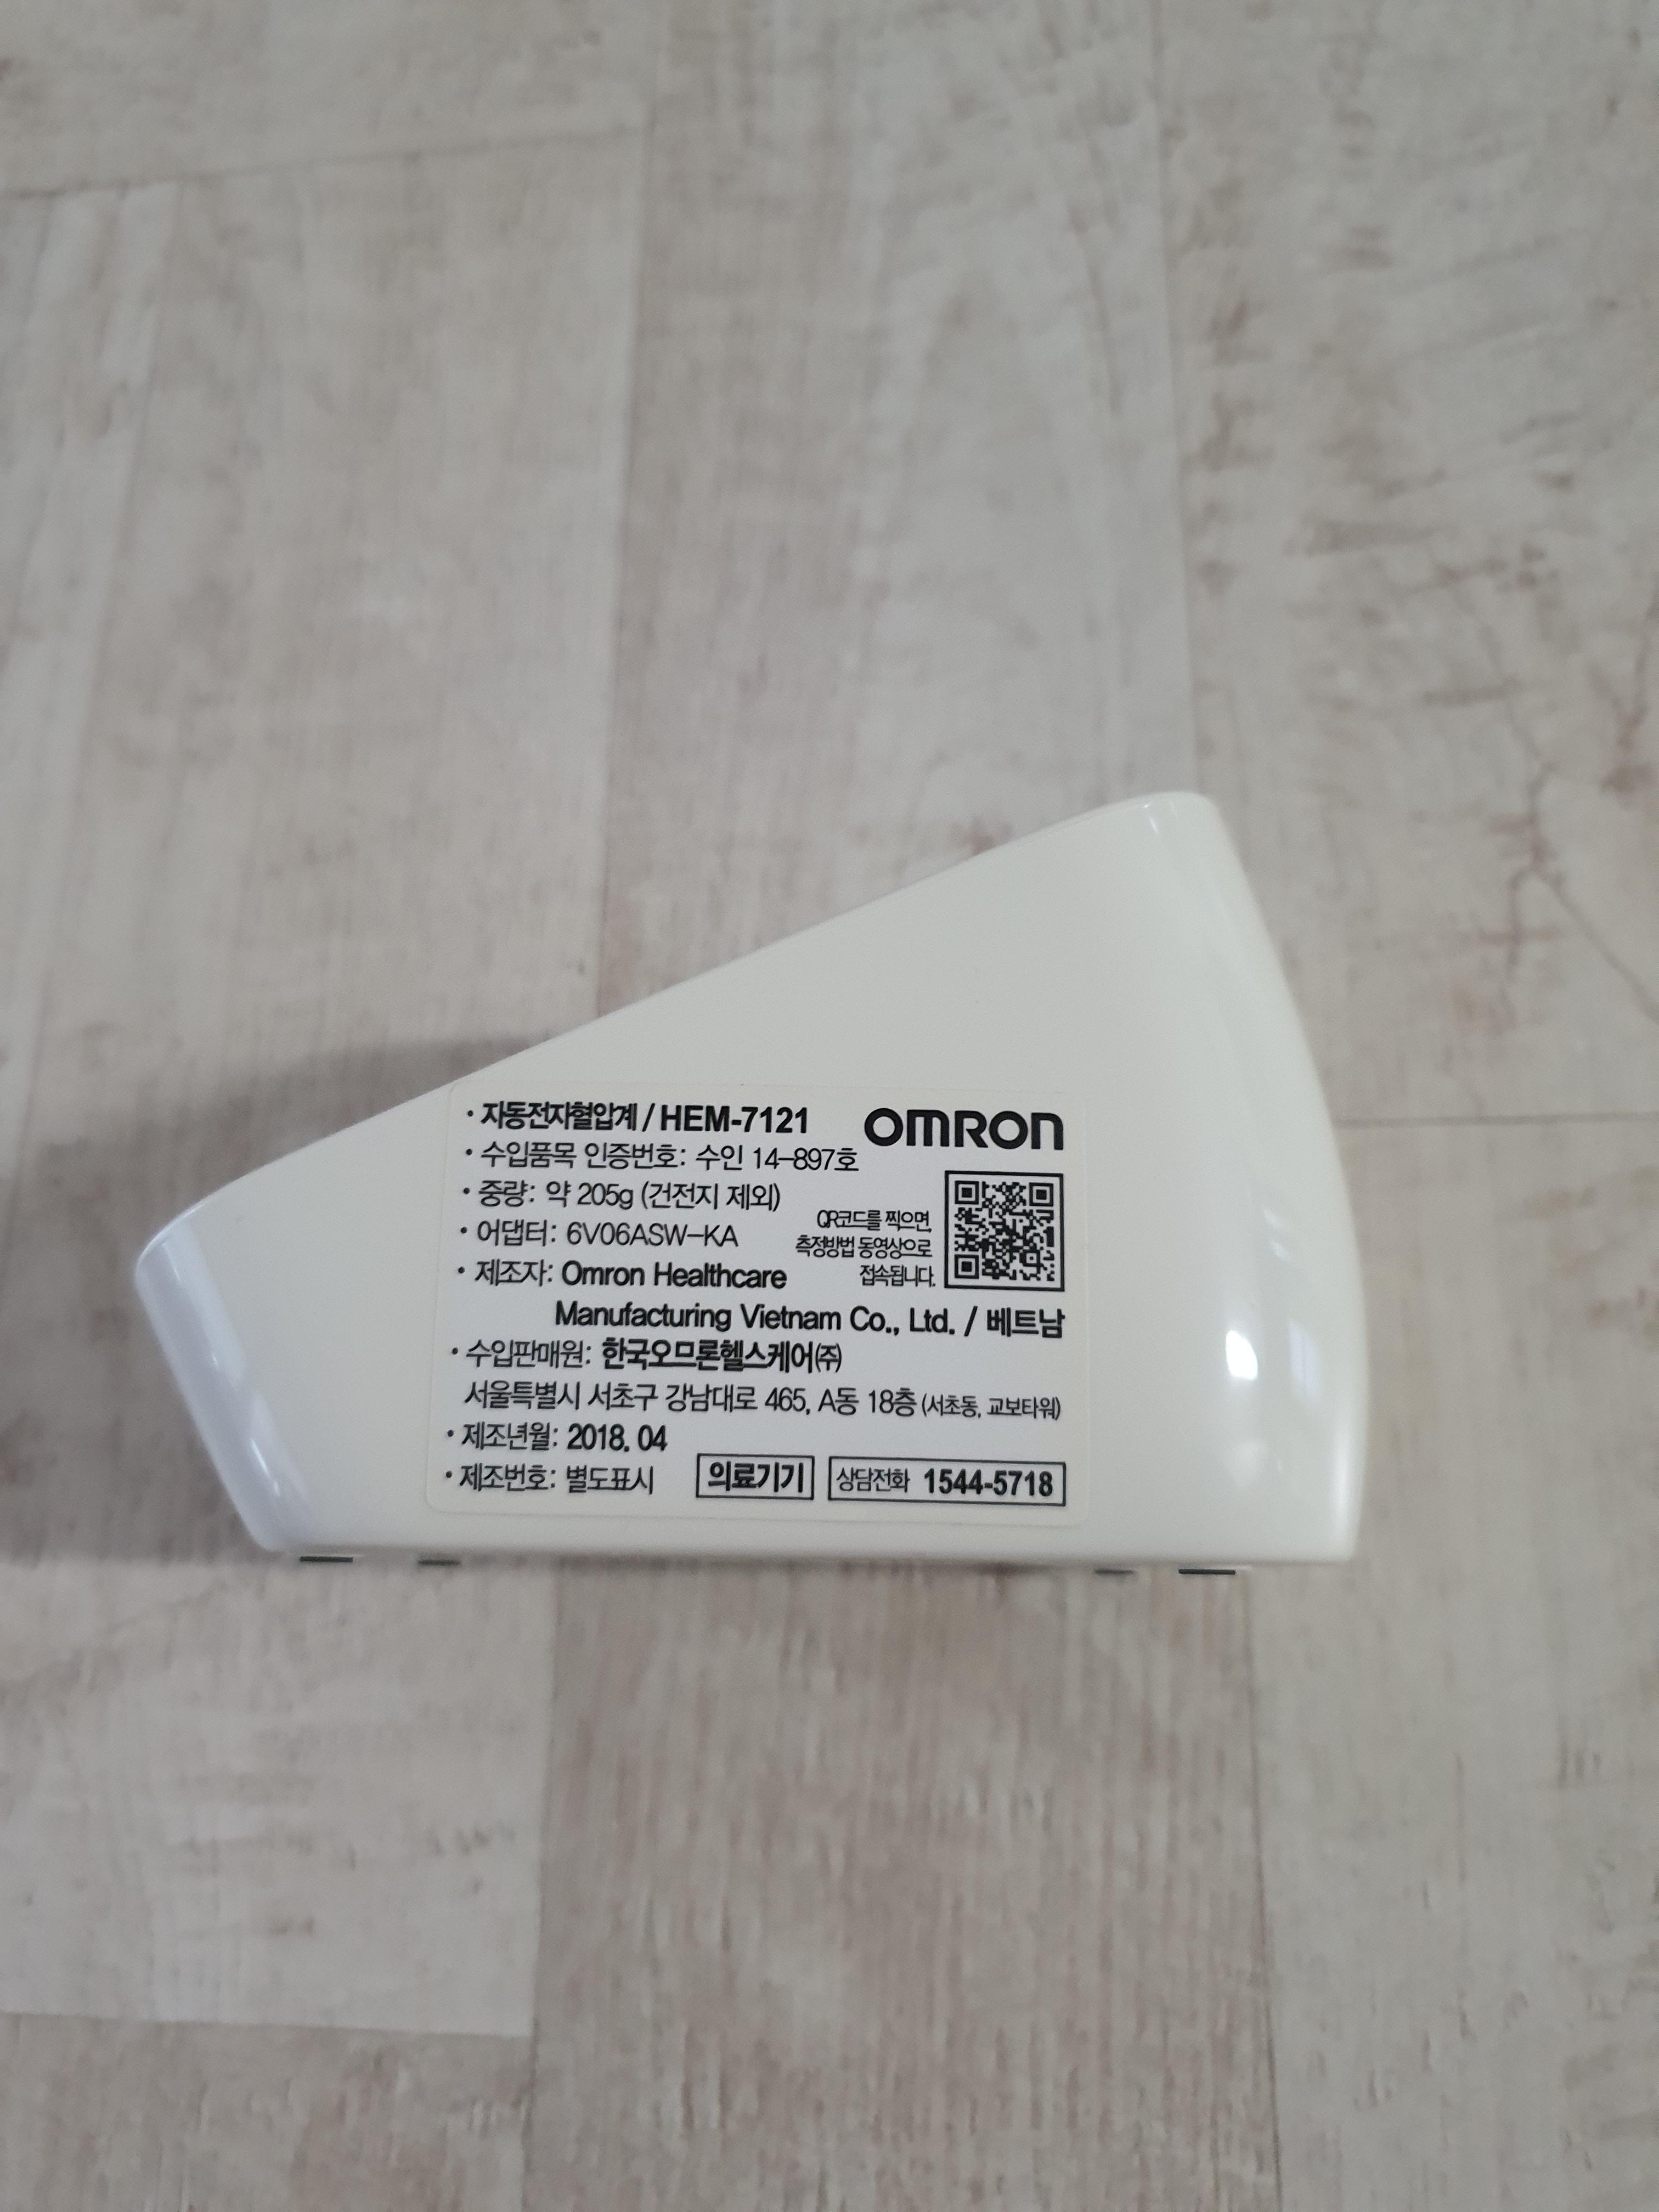 · 자동전자혈압계 / HEM-7121
OMRON
· 수입품목 인증번호: 수인 14-897호
· 중량: 약 205g (건전지 제외)
· 어댑터: 6V06ASW-KA
QR코드를 찍으면,
측정방법 동영상으로
접속됩니다.
· 제조자: Omron Healthcare
Manufacturing Vietnam Co., Ltd. / 베트남
· 수입판매원: 한국오므론헬스케어㈜
서울특별시 서초구 강남대로 465, A동 18층 (서초동, 교보타워)
· 제조년월: 2018. 04
· 제조번호: 별도표시
의료기기
상담전화 1544-5718